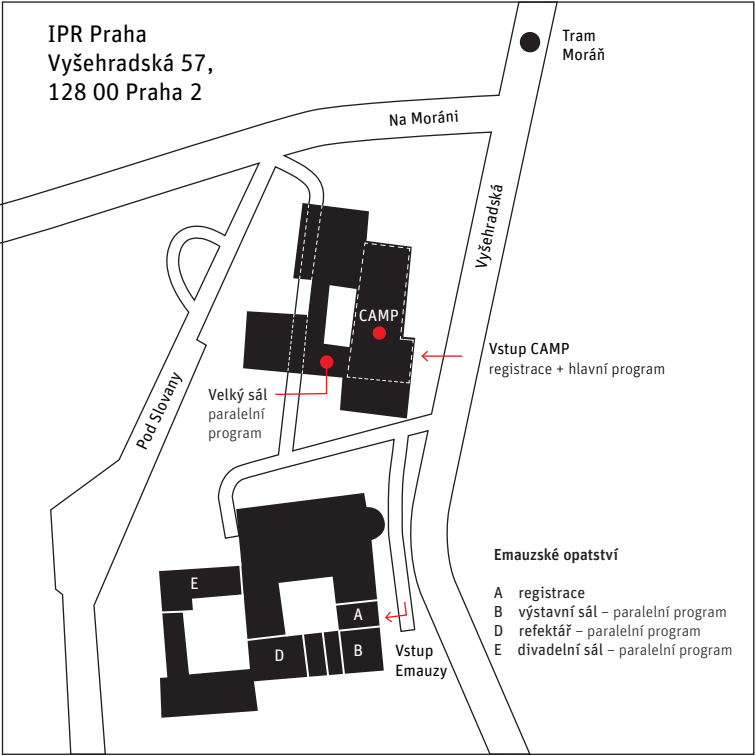 IPR Praha
Vyšehradská 57,
128 00 Praha 2
Tram
Moráň
Na Moráni
Vyšehradská
CAMP
Vstup CAMP
registrace + hlavní program
Velký sál
paralelní
program
Pod Slovany
Emauzské opatství
A registrace
B výstavní sál – paralelní program
D refektář – paralelní program
E divadelní sál – paralelní program
E
A
D
B
Vstup
Emauzy